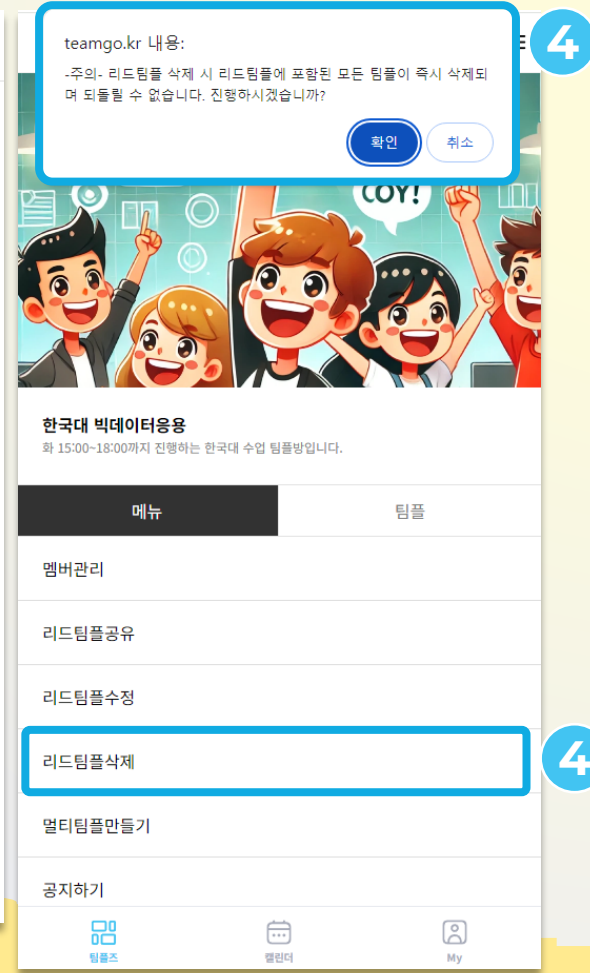 teamgo.kr 내용:
-주의- 리드팀플 삭제 시 리드팀플에 포함된 모든 팀플이 즉시 삭제되
며 되돌릴 수 없습니다. 진행하시겠습니까?
확인
취소
4
COY!
한국대 빅데이터응용
화 15:00~18:00까지 진행하는 한국대 수업 팀플방입니다.
메뉴
팀플
멤버관리
리드팀플공유
리드팀플수정
리드팀플삭제
4
멀티팀플만들기
공지하기
팀플즈
캘린더
My